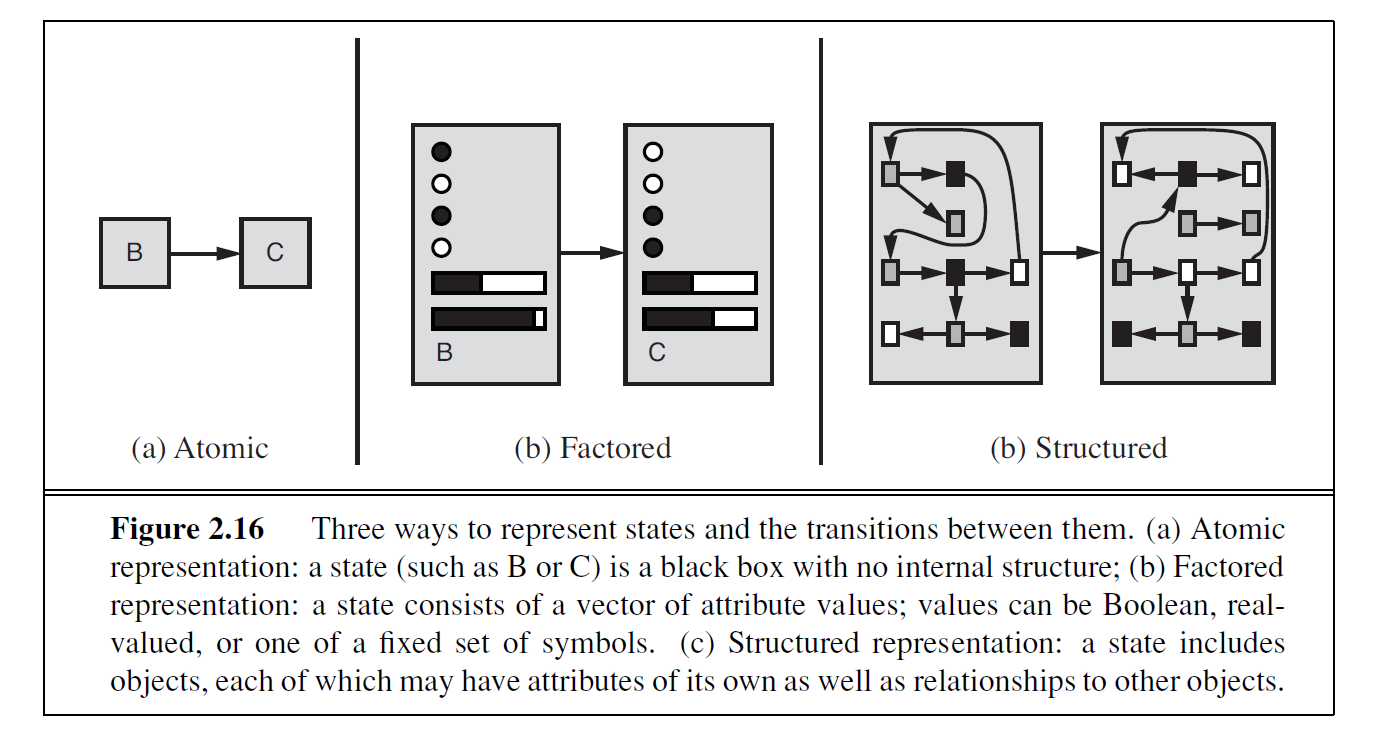 B
C
B
C
(a) Atomic
(b) Factored
(b) Structured
Figure 2.16 Three ways to represent states and the transitions between them. (a) Atomic
representation: a state (such as B or C) is a black box with no internal structure; (b) Factored
representation: a state consists of a vector of attribute values; values can be Boolean, real-
valued, or one of a fixed set of symbols. (c) Structured representation: a state includes
objects, each of which may have attributes of its own as well as relationships to other objects.